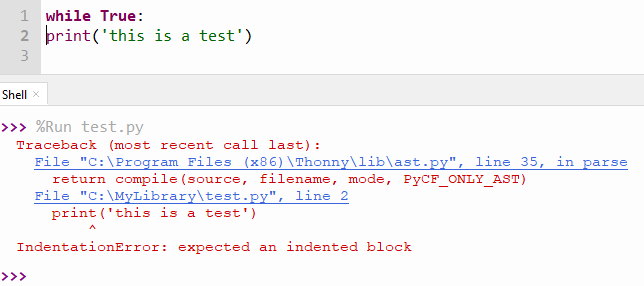 1 while True:
2 print('this is a test')
3
Shell ×
>>> %Run test.py
Traceback (most recent call last):
File "C:\Program Files (x86)\Thonny\lib\ast.py", line 35, in parse
return compile(source, filename, mode, PyCF_ONLY_AST)
File "C:\MyLibrary\test.py", line 2
print('this is a test')
^
IndentationError: expected an indented block
>>>